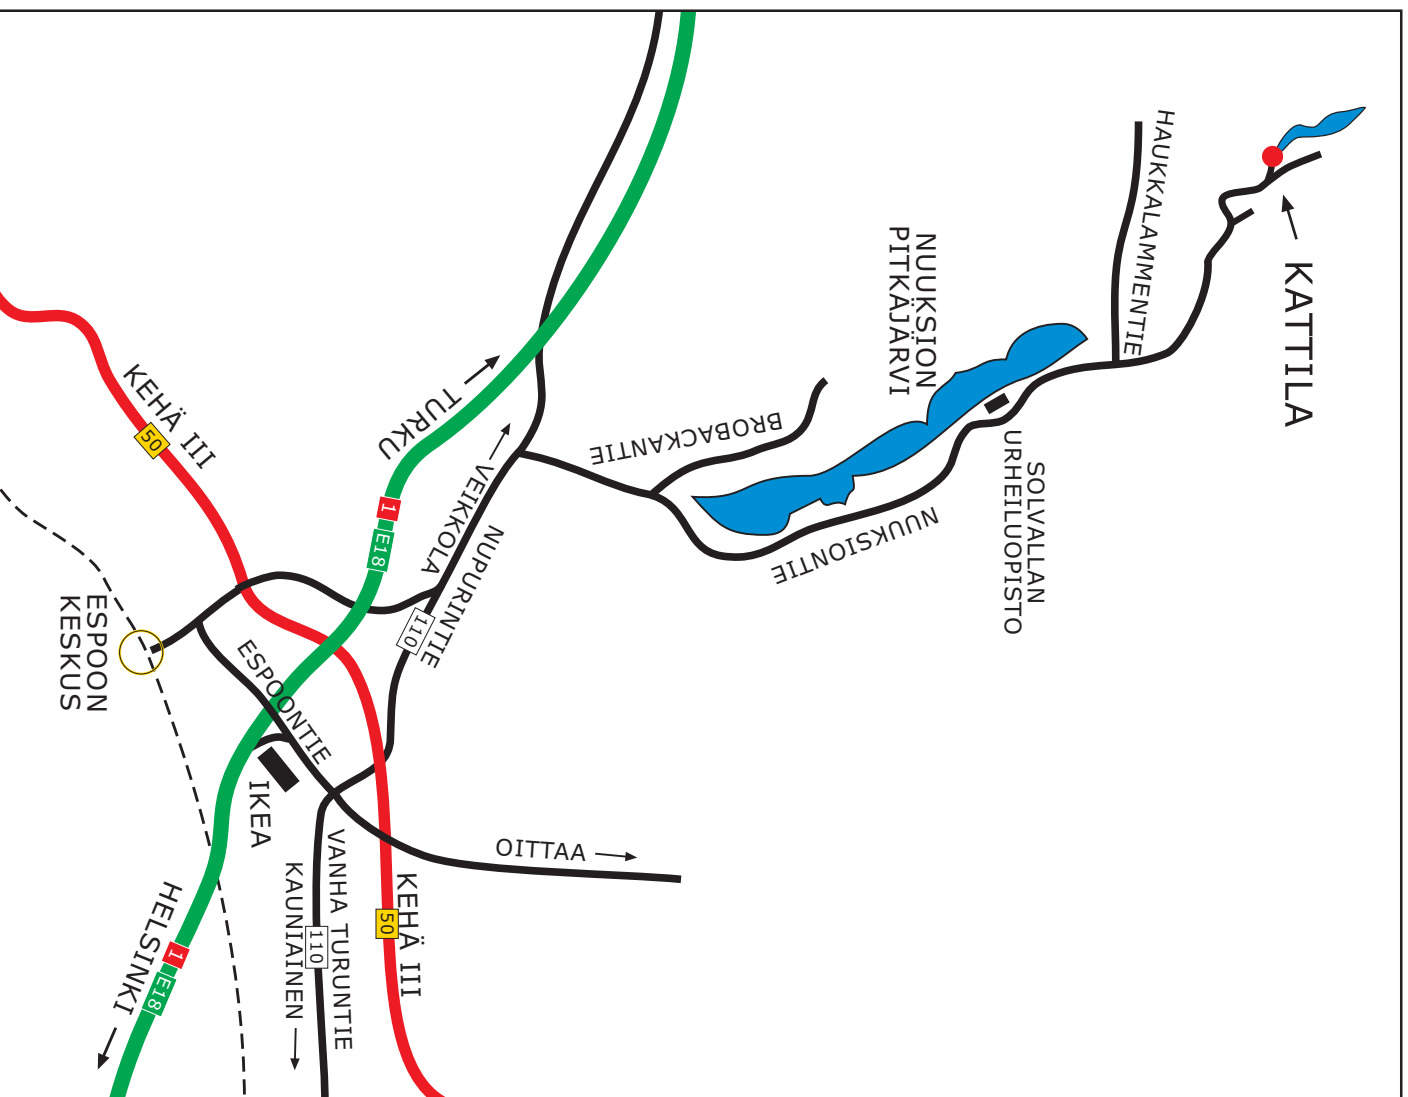 KATTILA
HAUKKALAMMENTIE
NUUKSION
PITKÄJÄRVI
SOLVALLAN
URHEILUOPISTO
BROBACKANTIE
NUUKSIONTIE
TURKU
VEIKKOLA
NUPURINTIE
110
1
E18
KEHÄ III
50
ESPOON
KESKUS
ESPOONTIE
IKEA
OITTAA
VANHA TURUNTIE
110
KAUNIAINEN
KEHÄ III
50
HELSINKI
1
E18